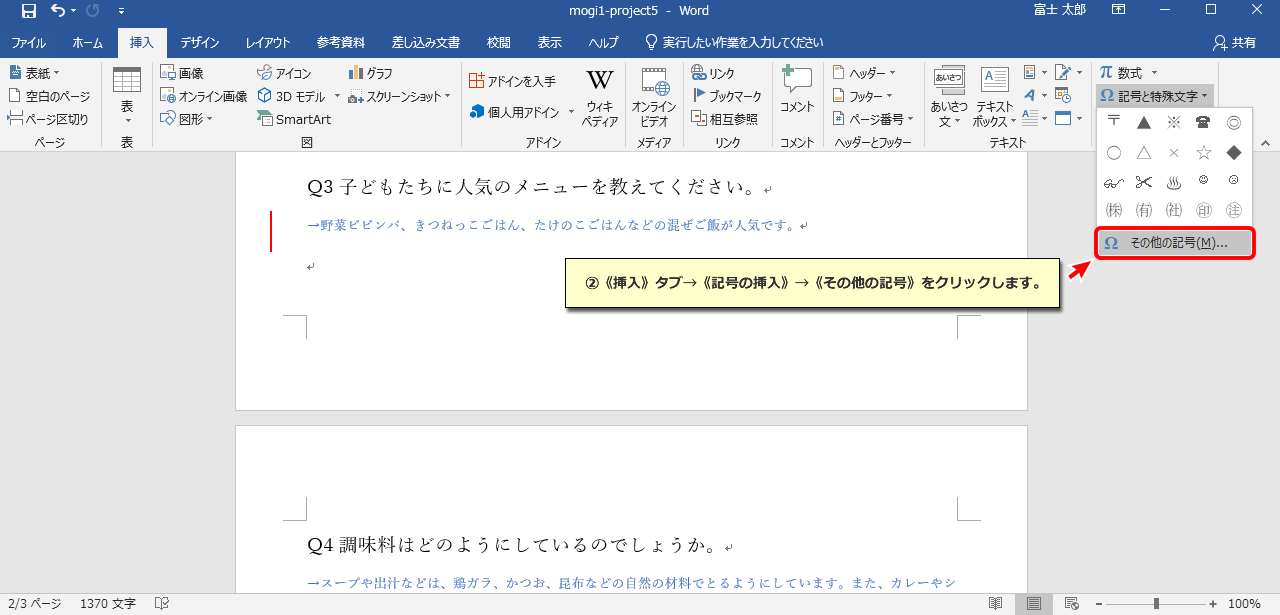 mogi1-project5 - Word
富士 太郎
ファイル ホーム 挿入 デザイン レイアウト 参考資料 差し込み文書 校閲 表示 ヘルプ 実行したい作業を入力してください 共有
表紙
空白のページ
ページ区切り
ページ
表
表
画像
オンライン画像
図形
アイコン
3D モデル
SmartArt
グラフ
スクリーンショット
図
アドインを入手
個人用アドイン
W
ウィキ
ペディア
アドイン
オンライン
ビデオ
メディア
リンク
ブックマーク
相互参照
リンク
コメント
コメント
ヘッダー
フッター
ページ番号
ヘッダーとフッター
あいさつ
あいさつ
文
テキスト
ボックス
テキスト
π 数式
Ω 記号と特殊文字
〒 ▲ ※ ☎ ◎
○ △ × ☆ ◆
👓 ✂ ♨ ☺ ☹
㈱ ㈲ ㈳ ㊞ ㊟
Ω その他の記号(M)...
Q3 子どもたちに人気のメニューを教えてください。
→野菜ビビンバ、きつねっこごはん、たけのこごはんなどの混ぜご飯が人気です。
②《挿入》タブ→《記号の挿入》→《その他の記号》をクリックします。
Q4 調味料はどのようにしているのでしょうか。
→スープや出汁などは、鶏ガラ、かつお、昆布などの自然の材料でとるようにしています。また、カレーやシ
2/3 ページ 1370 文字 100%